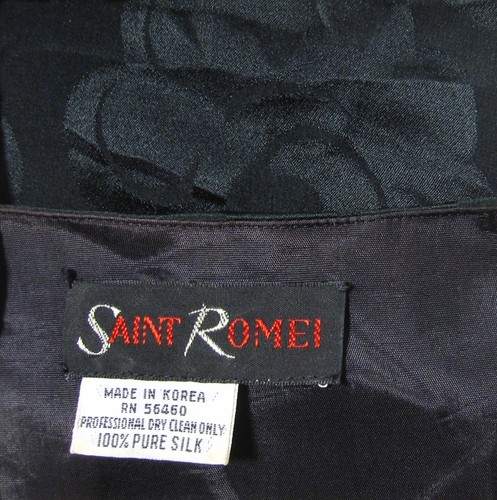 SAINT ROMEI
MADE IN KOREA
RN 56460
PROFESSIONAL DRY CLEAN ONLY
100% PURE SILK